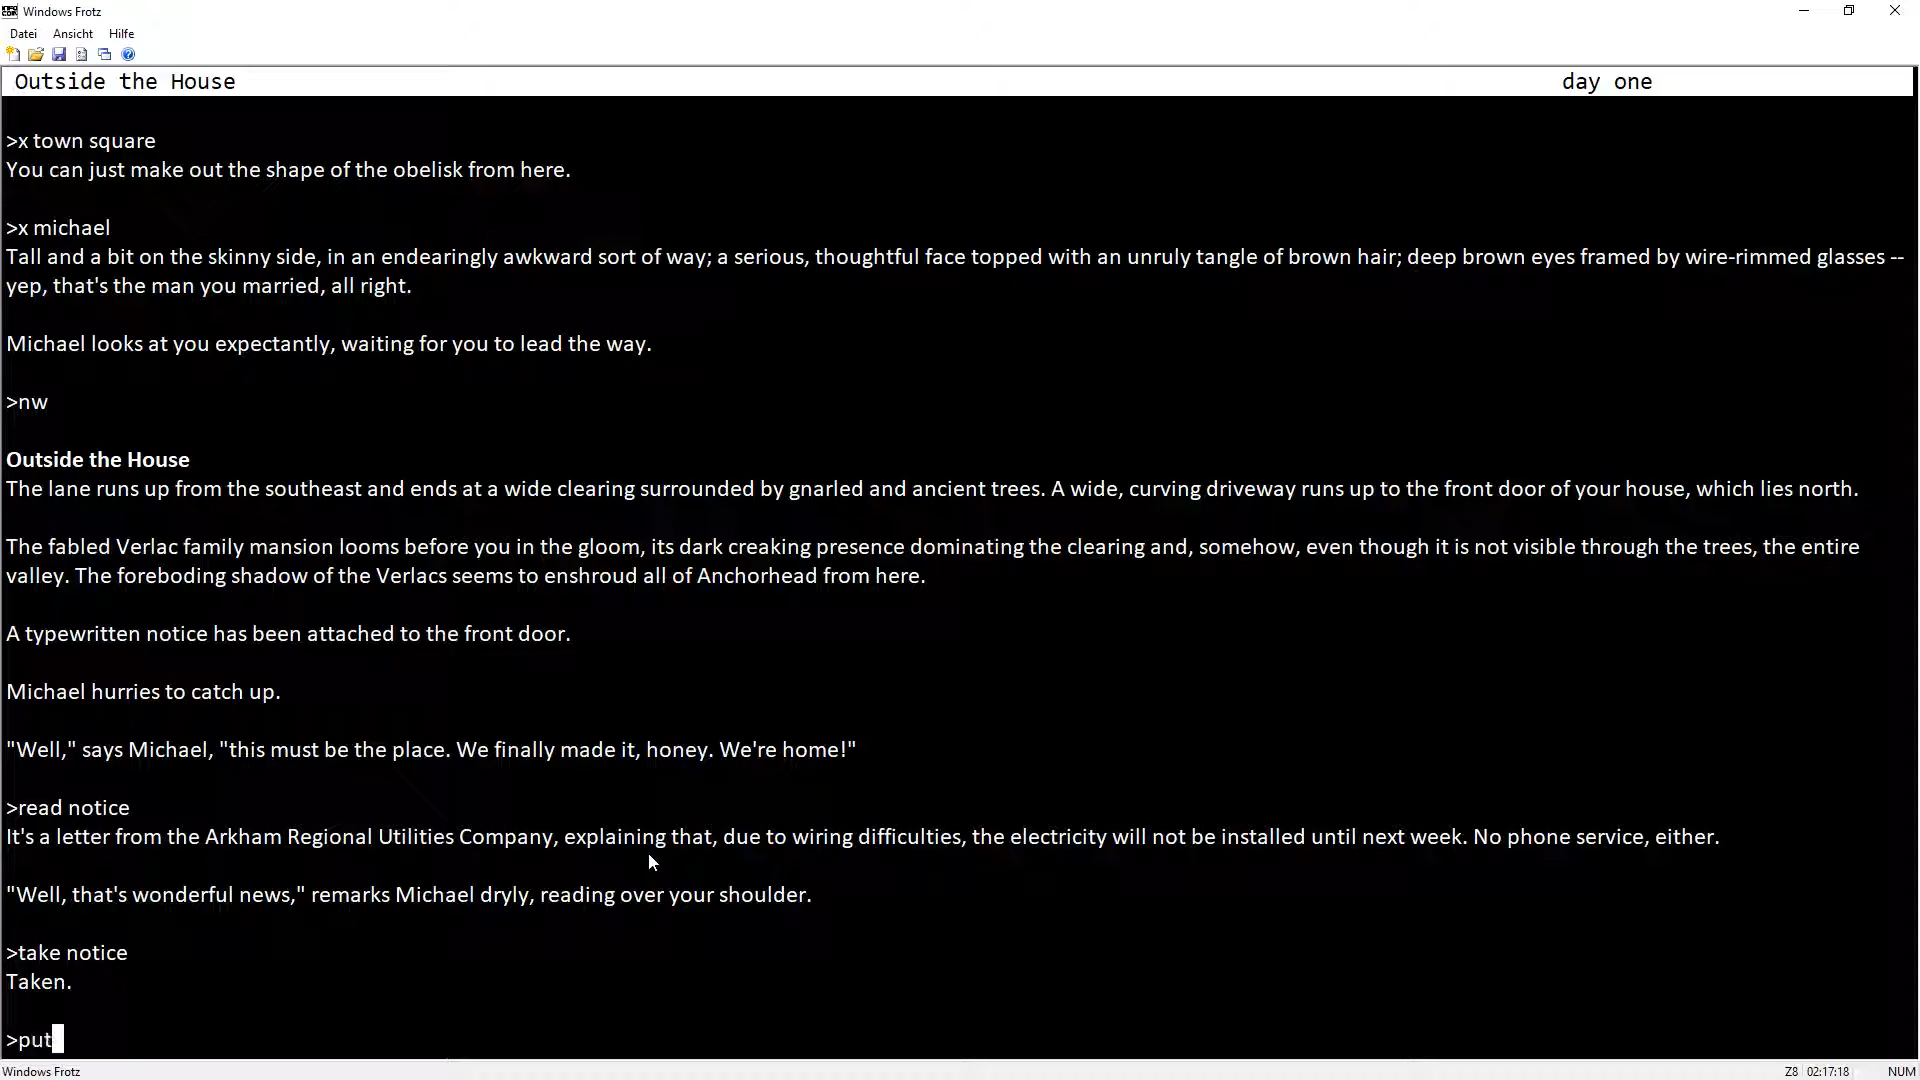 Windows Frotz
Datei Ansicht Hilfe
Outside the House day one
>x town square
You can just make out the shape of the obelisk from here.
>x michael
Tall and a bit on the skinny side, in an endearingly awkward sort of way; a serious, thoughtful face topped with an unruly tangle of brown hair; deep brown eyes framed by wire-rimmed glasses --
yep, that's the man you married, all right.
Michael looks at you expectantly, waiting for you to lead the way.
>nw
Outside the House
The lane runs up from the southeast and ends at a wide clearing surrounded by gnarled and ancient trees. A wide, curving driveway runs up to the front door of your house, which lies north.
The fabled Verlac family mansion looms before you in the gloom, its dark creaking presence dominating the clearing and, somehow, even though it is not visible through the trees, the entire
valley. The foreboding shadow of the Verlacs seems to enshroud all of Anchorhead from here.
A typewritten notice has been attached to the front door.
Michael hurries to catch up.
"Well," says Michael, "this must be the place. We finally made it, honey. We're home!"
>read notice
It's a letter from the Arkham Regional Utilities Company, explaining that, due to wiring difficulties, the electricity will not be installed until next week. No phone service, either.
"Well, that's wonderful news," remarks Michael dryly, reading over your shoulder.
>take notice
Taken.
>put
Windows Frotz Z8 02:17:18 NUM